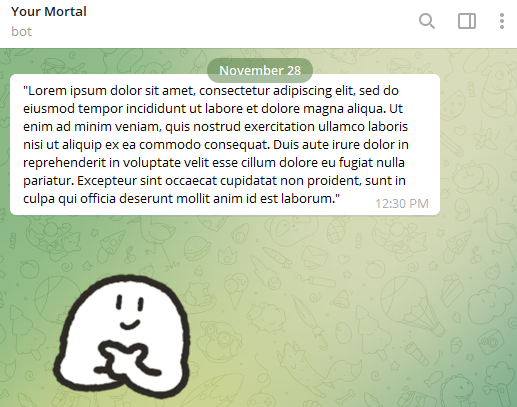 Your Mortal
bot
November 28
"Lorem ipsum dolor sit amet, consectetur adipiscing elit, sed do
eiusmod tempor incididunt ut labore et dolore magna aliqua. Ut
enim ad minim veniam, quis nostrud exercitation ullamco laboris
nisi ut aliquip ex ea commodo consequat. Duis aute irure dolor in
reprehenderit in voluptate velit esse cillum dolore eu fugiat nulla
pariatur. Excepteur sint occaecat cupidatat non proident, sunt in
culpa qui officia deserunt mollit anim id est laborum."
12:30 PM